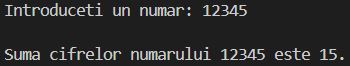 Introduceti un numar: 12345
Suma cifrelor numarului 12345 este 15.